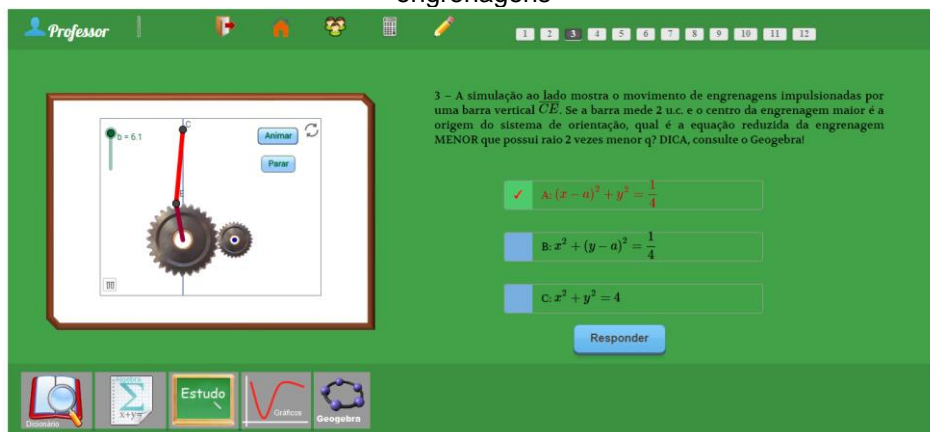 engrenagens
Professor
1 2 3 4 5 6 7 8 9 10 11 12
3 – A simulação ao lado mostra o movimento de engrenagens impulsionadas por
uma barra vertical CE. Se a barra mede 2 u.c. e o centro da engrenagem maior é a
origem do sistema de orientação, qual é a equação reduzida da engrenagem
MENOR que possui raio 2 vezes menor q? DICA, consulte o Geogebra!
b = 6.1
C
Animar
Parar
E
✓ A: (x − a)² + y² = 1/4
B: x² + (y − a)² = 1/4
C: x² + y² = 4
Responder
Dicionário
x+y=
Estudo
Gráficos
Geogebra